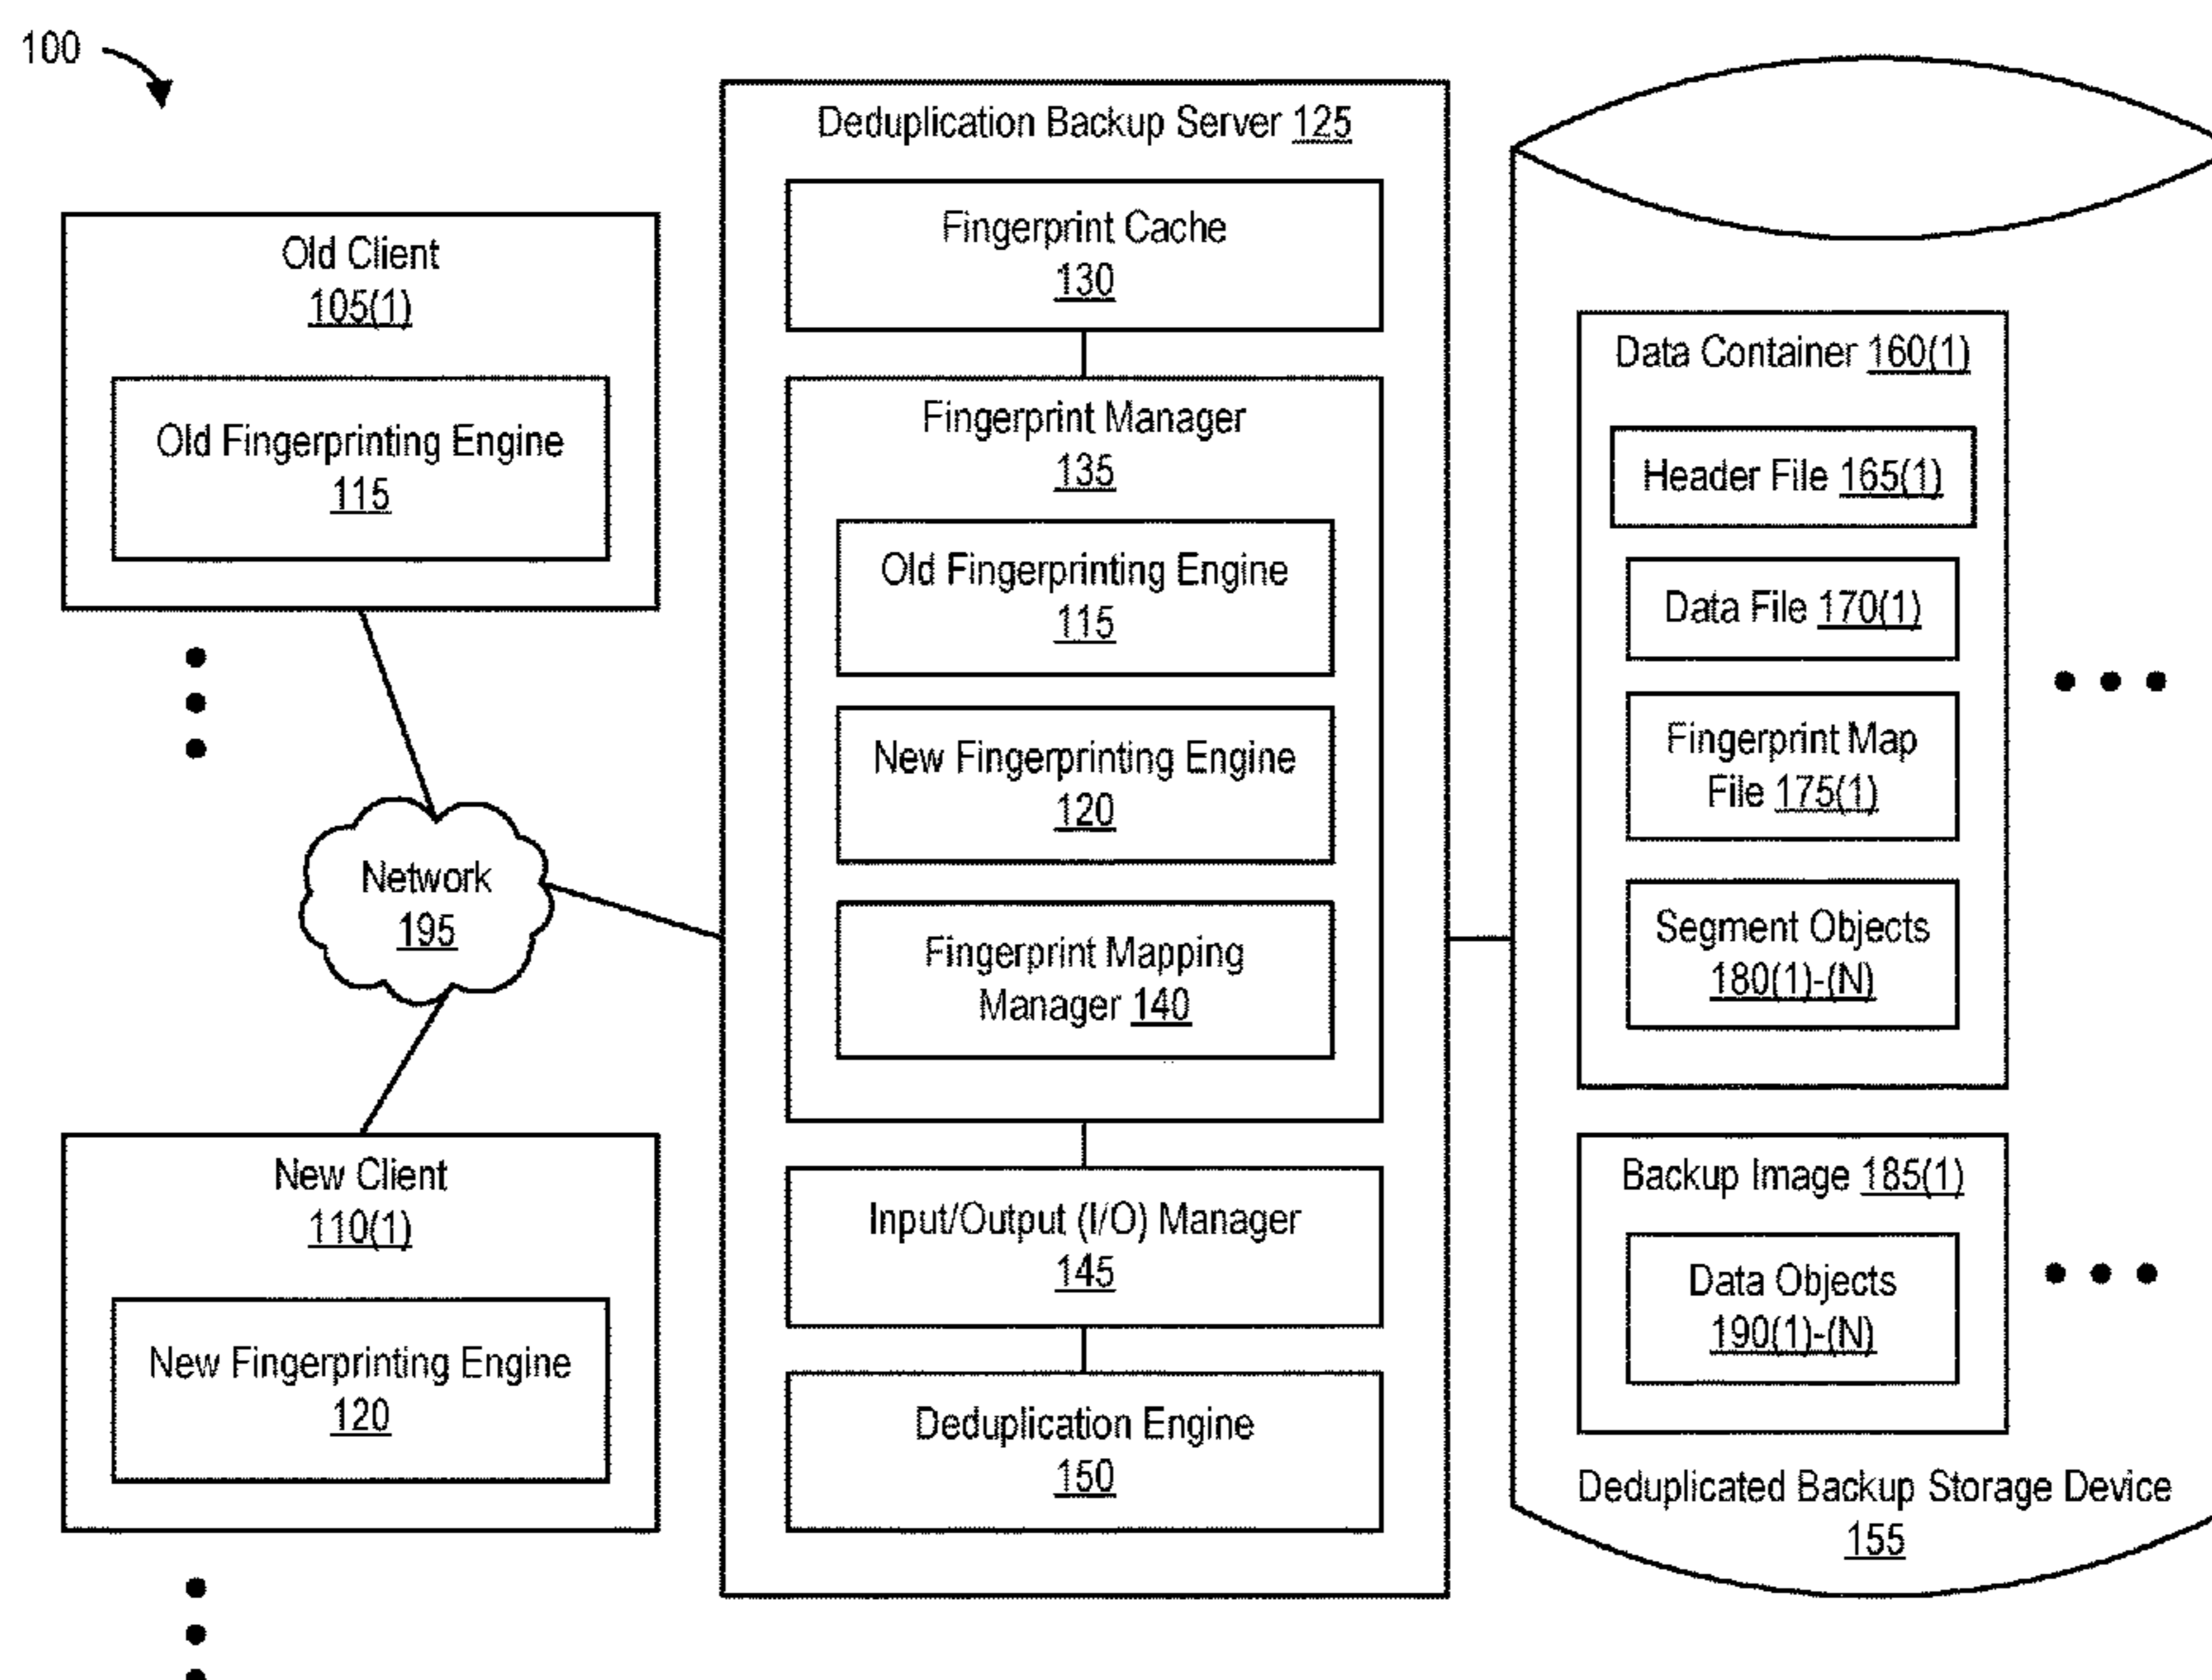 100
Old Client
105(1)
Old Fingerprinting Engine
115
Network
195
New Client
110(1)
New Fingerprinting Engine
120
Deduplication Backup Server 125
Fingerprint Cache
130
Fingerprint Manager
135
Old Fingerprinting Engine
115
New Fingerprinting Engine
120
Fingerprint Mapping
Manager 140
Input/Output (I/O) Manager
145
Deduplication Engine
150
Data Container 160(1)
Header File 165(1)
Data File 170(1)
Fingerprint Map
File 175(1)
Segment Objects
180(1)-(N)
Backup Image 185(1)
Data Objects
190(1)-(N)
Deduplicated Backup Storage Device
155